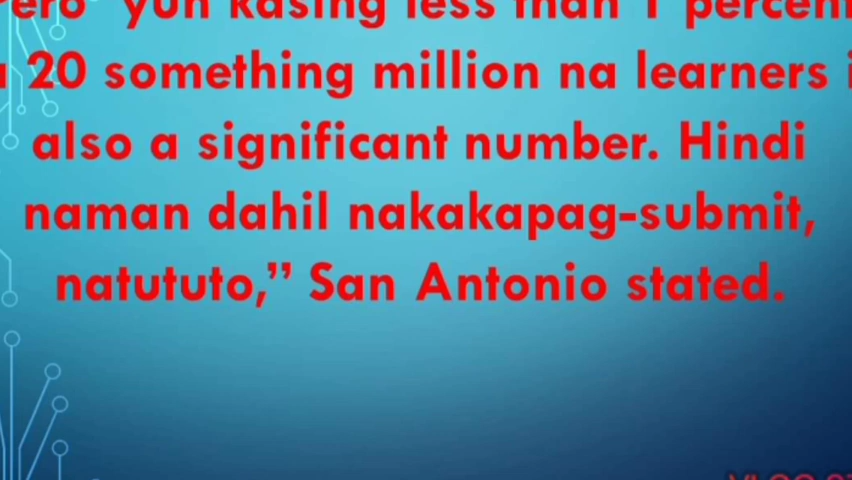 yun kasing less than 1 percent
20 something million na learners
also a significant number. Hindi
naman dahil nakakapag-submit,
natututo,” San Antonio stated.